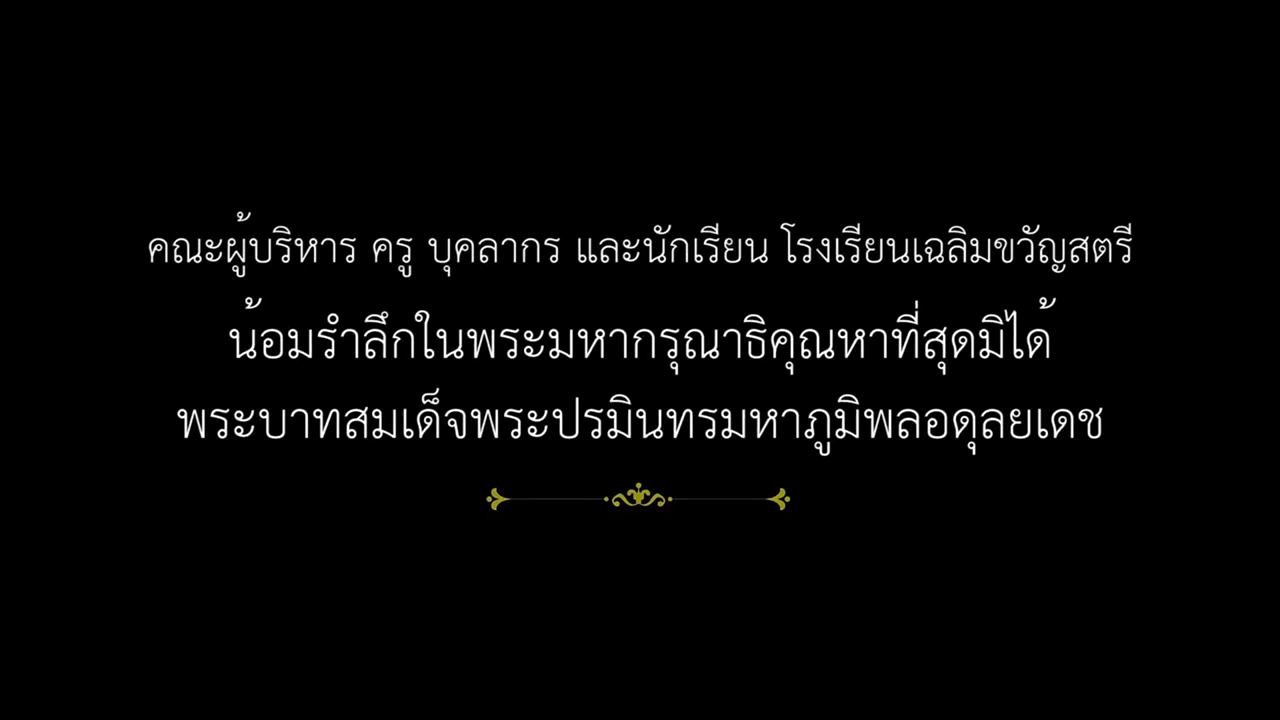 คณะผู้บริหาร ครู บุคลากร และนักเรียน โรงเรียนเฉลิมขวัญสตรี
น้อมรำลึกในพระมหากรุณาธิคุณหาที่สุดมิได้
พระบาทสมเด็จพระปรมินทรมหาภูมิพลอดุลยเดช